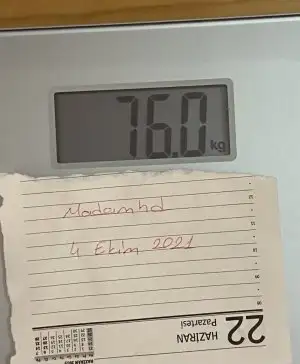 76.0 kg
Madamhd
4 Ekim 2021
22
HAZİRAN
Pazartesi